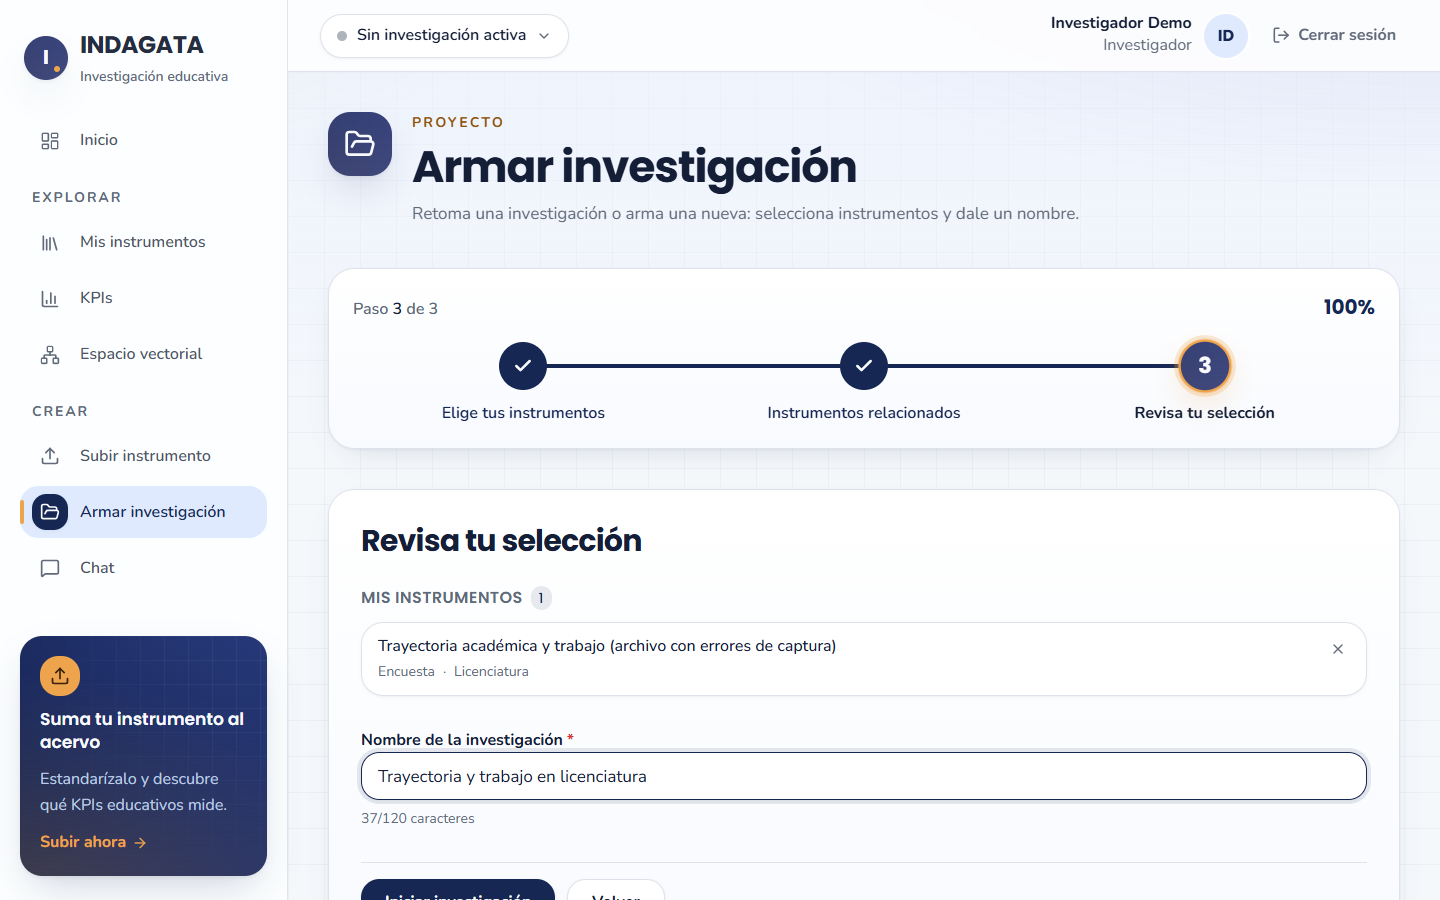 I
INDAGATA
Investigación educativa
Inicio
EXPLORAR
Mis instrumentos
KPIs
Espacio vectorial
CREAR
Subir instrumento
Armar investigación
Chat
Suma tu instrumento al
acervo
Estandarízalo y descubre
qué KPIs educativos mide.
Subir ahora →
Sin investigación activa
Investigador Demo
Investigador
ID
Cerrar sesión
PROYECTO
Armar investigación
Retoma una investigación o arma una nueva: selecciona instrumentos y dale un nombre.
Paso 3 de 3
100%
3
Elige tus instrumentos
Instrumentos relacionados
Revisa tu selección
Revisa tu selección
MIS INSTRUMENTOS 1
Trayectoria académica y trabajo (archivo con errores de captura)
Encuesta · Licenciatura
Nombre de la investigación *
Trayectoria y trabajo en licenciatura
37/120 caracteres
Iniciar investigación
Volver